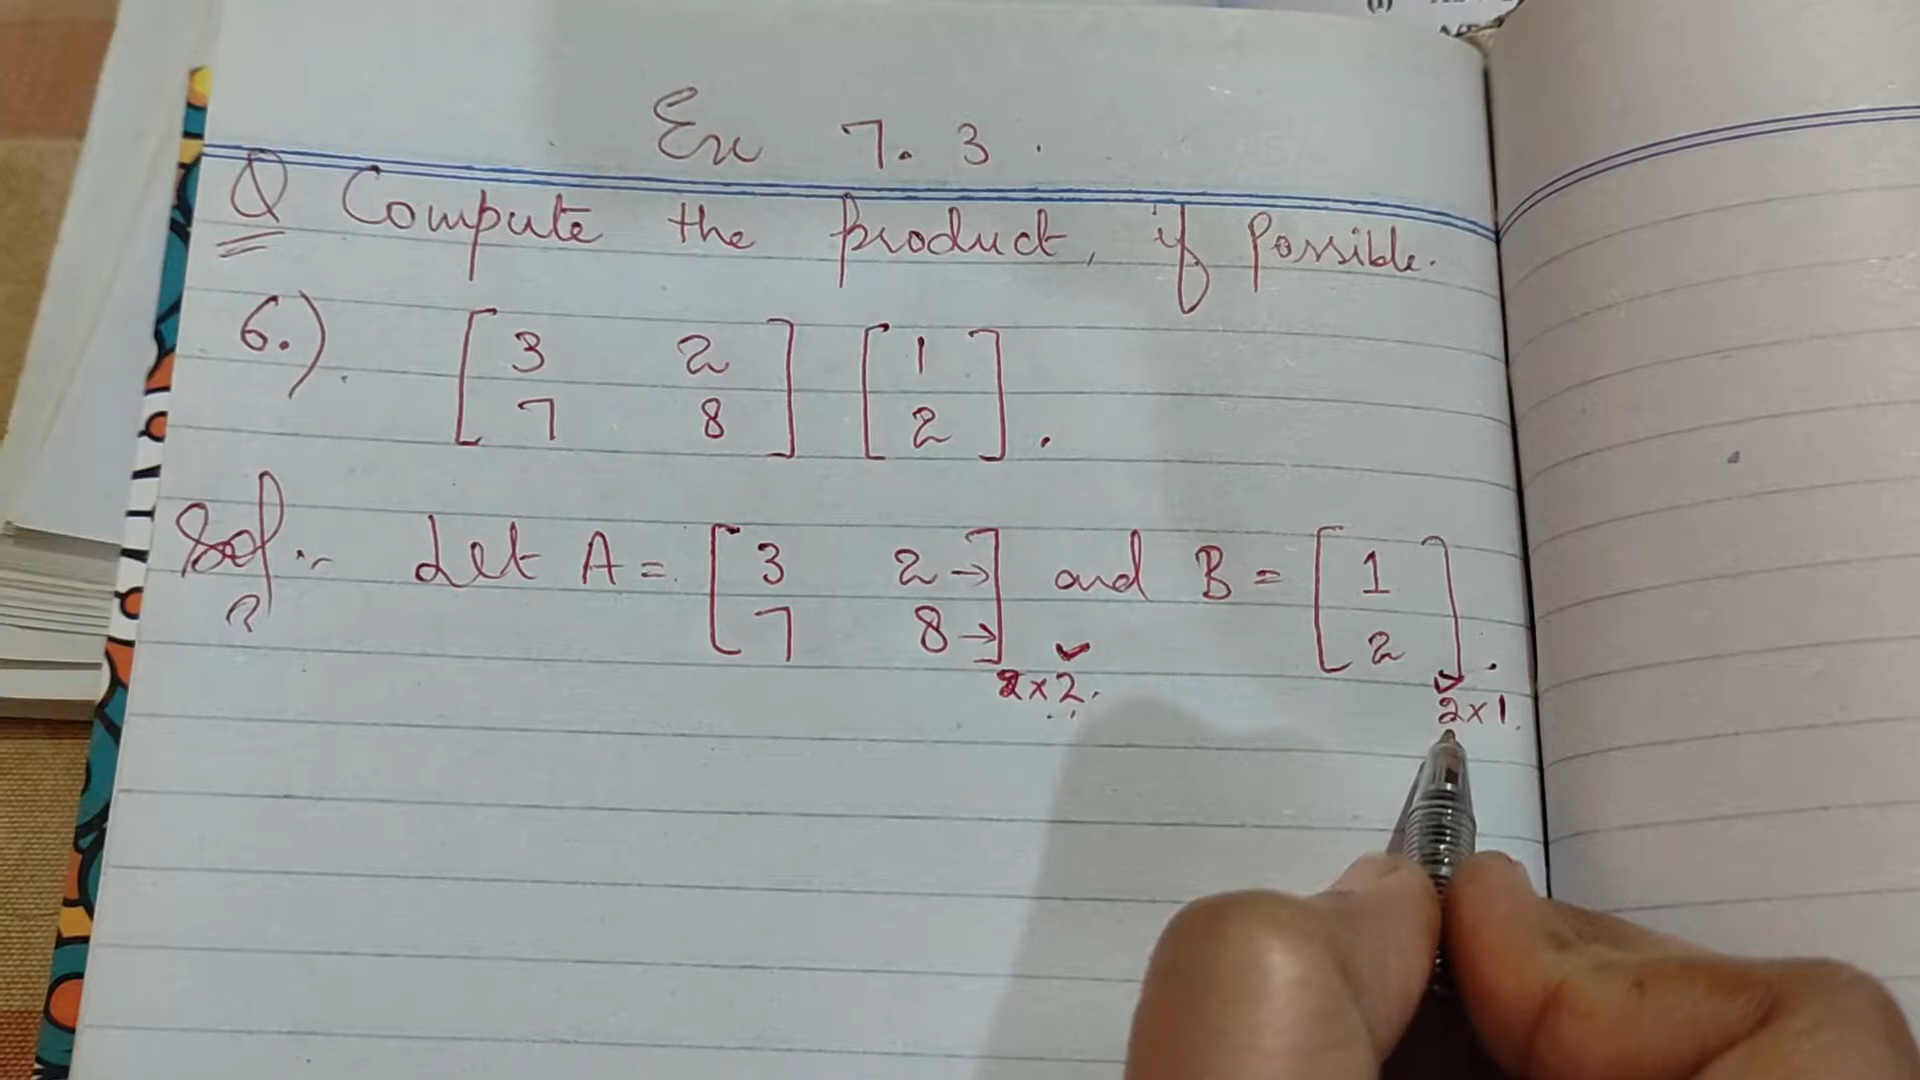 Ex 7.3.
Q Compute the product, if possible.
6.). [3 2] [1]
[7 8] [2].
Sol:- Let A = [3 2→] and B = [1]
[7 8→] [2].
2×2. 2×1.